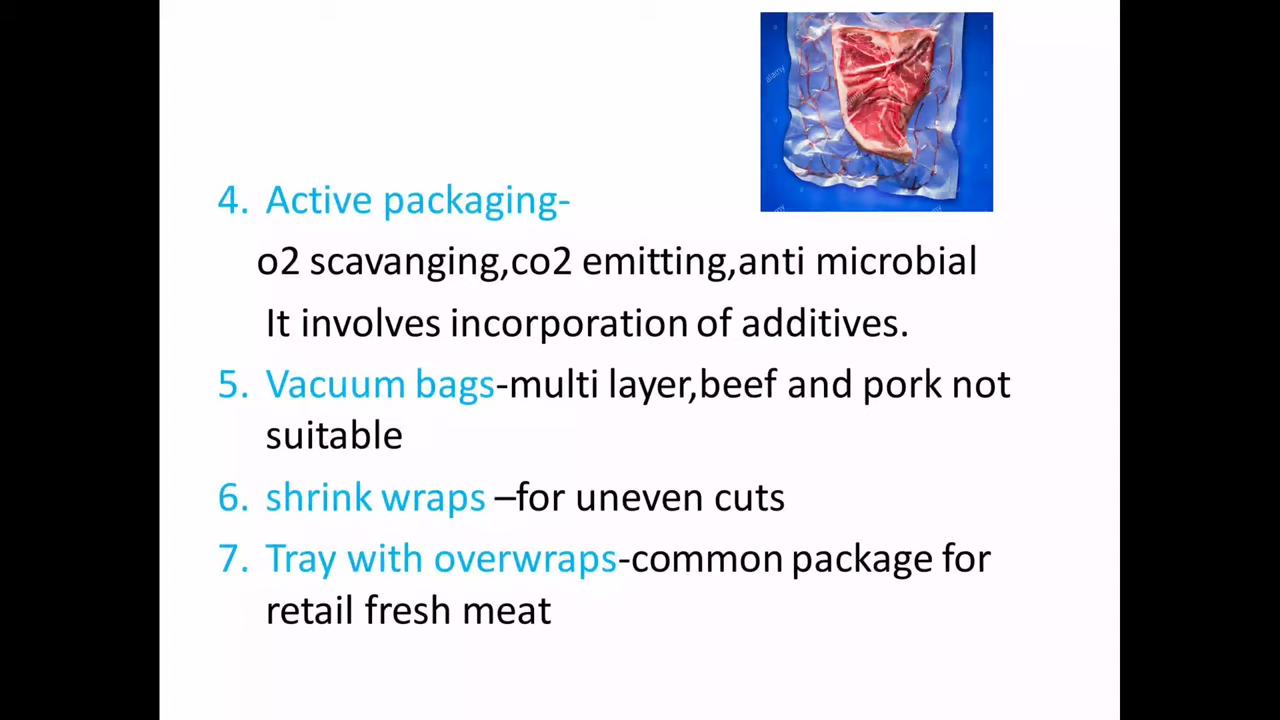 alamy
4. Active packaging-
o2 scavanging,co2 emitting,anti microbial
It involves incorporation of additives.
5. Vacuum bags-multi layer,beef and pork not
suitable
6. shrink wraps –for uneven cuts
7. Tray with overwraps-common package for
retail fresh meat